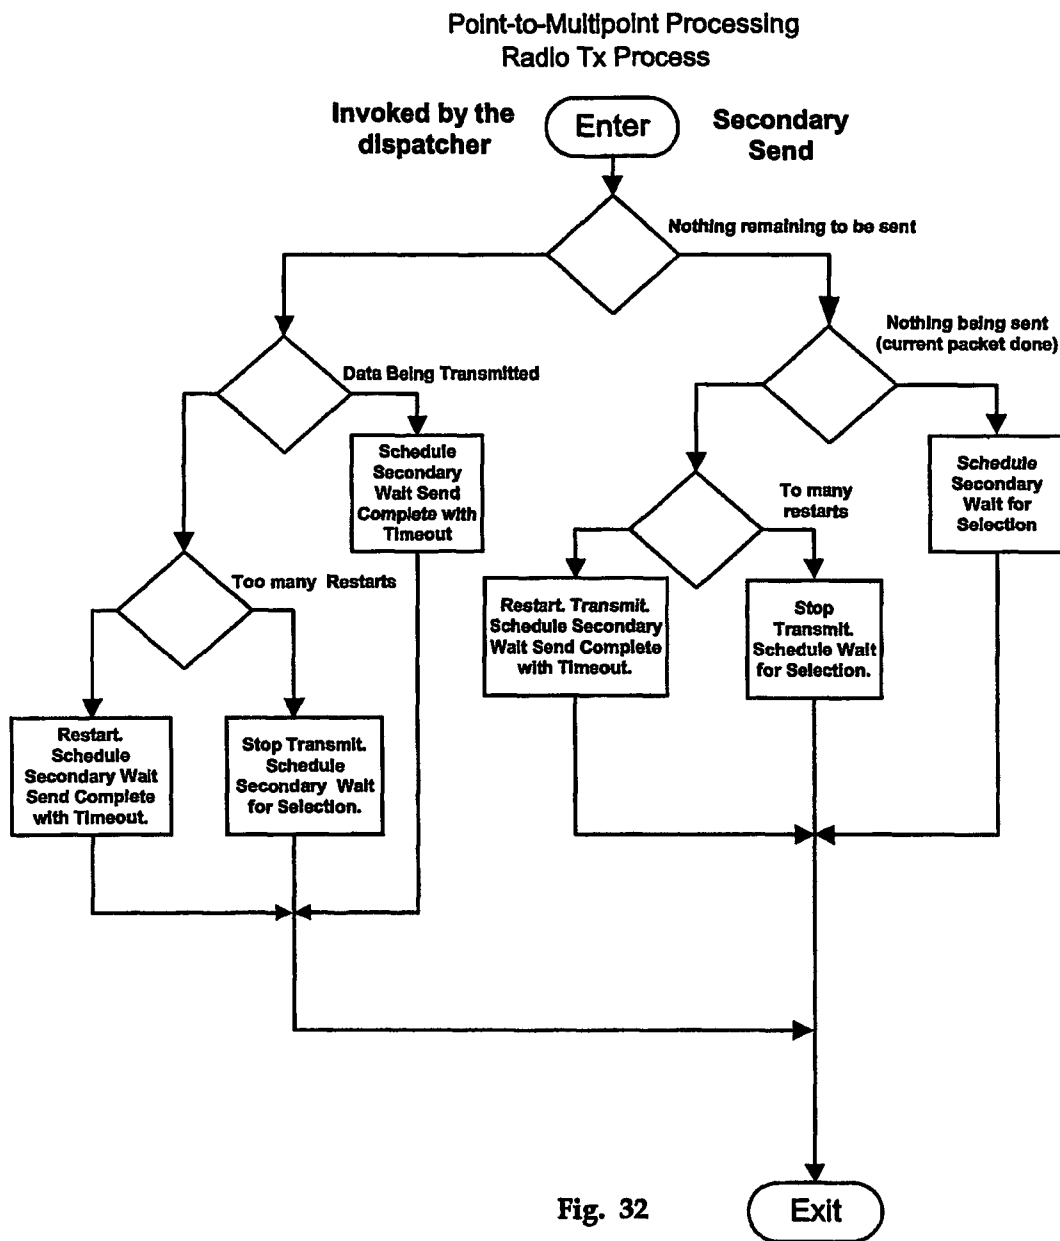 Point-to-Multipoint Processing
Radio Tx Process
Invoked by the
dispatcher
Enter
Secondary
Send
Nothing remaining to be sent
Nothing being sent
(current packet done)
Data Being Transmitted
Schedule
Secondary
Wait Send
Complete with
Timeout
Schedule
Secondary
Wait for
Selection
To many
restarts
Too many Restarts
Restart. Transmit.
Schedule Secondary
Wait Send Complete
with Timeout.
Stop
Transmit.
Schedule Wait
for Selection.
Restart.
Schedule
Secondary Wait
Send Complete
with Timeout.
Stop Transmit.
Schedule
Secondary Wait
for Selection.
Fig. 32
Exit